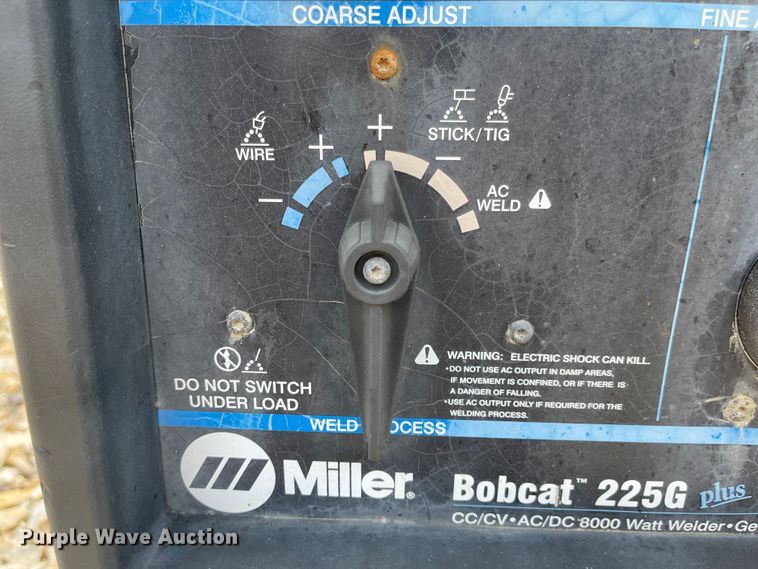 COARSE ADJUST
FINE
WIRE
STICK/TIG
AC
WELD
DO NOT SWITCH
UNDER LOAD
WARNING: ELECTRIC SHOCK CAN KILL.
•DO NOT USE AC OUTPUT IN DAMP AREAS,
IF MOVEMENT IS CONFINED, OR IF THERE IS
A DANGER OF FALLING.
•USE AC OUTPUT ONLY IF REQUIRED FOR THE
WELDING PROCESS.
WELD
Miller®
Bobcat™ 225G plus
CC/CV•AC/DC 8000 Watt Welder•Ge
Purple Wave Auction